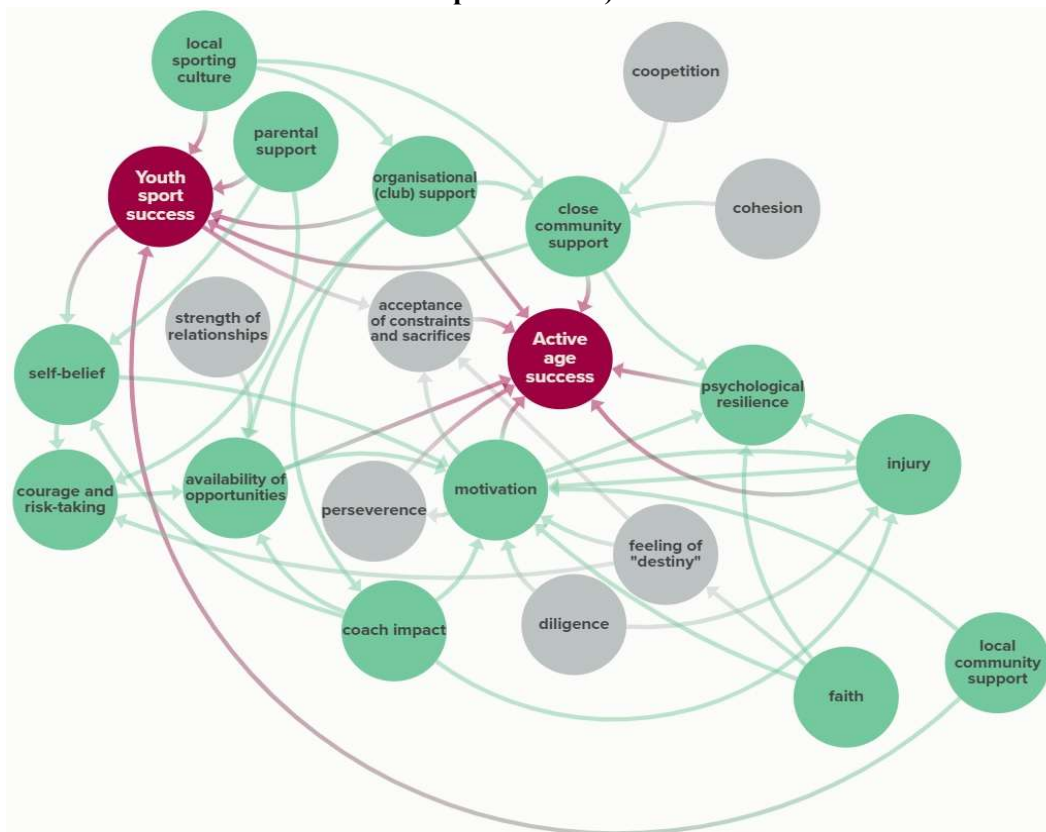 local
sporting
culture
coopetition
parental
support
Youth
sport
success
organisational
(club) support
close
community
support
cohesion
strength of
relationships
acceptance
of constraints
and sacrifices
Active
age
success
self-belief
psychological
resilience
courage and
risk-taking
availability of
opportunities
perseverence
motivation
injury
feeling of
"destiny"
coach impact
diligence
faith
local
community
support